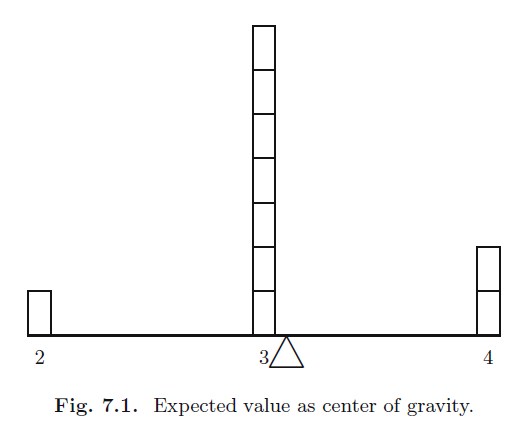 2 3 4
Fig. 7.1. Expected value as center of gravity.